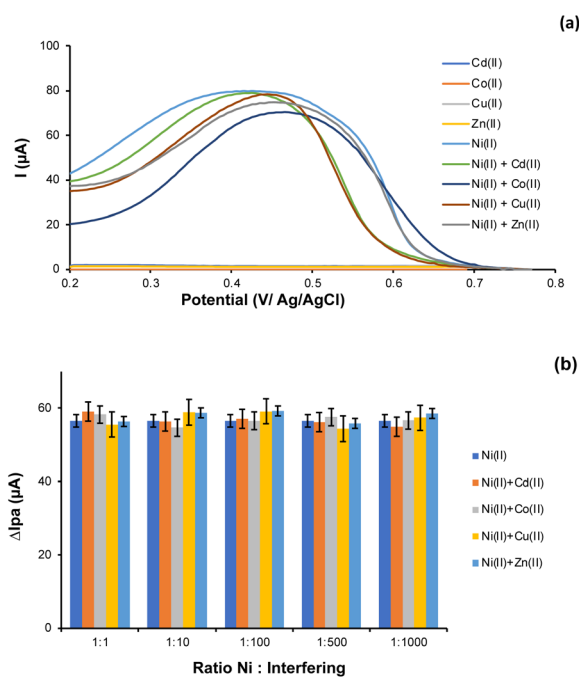 (a)
100
80
60
40
20
0
I (µA)
0.2 0.3 0.4 0.5 0.6 0.7 0.8
Potential (V/ Ag/AgCl)
Cd(II)
Co(II)
Cu(II)
Zn(II)
Ni(II)
Ni(II) + Cd(II)
Ni(II) + Co(II)
Ni(II) + Cu(II)
Ni(II) + Zn(II)
(b)
80
60
40
20
0
ΔIpa (µA)
1:1 1:10 1:100 1:500 1:1000
Ratio Ni : Interfering
Ni(II)
Ni(II)+Cd(II)
Ni(II)+Co(II)
Ni(II)+Cu(II)
Ni(II)+Zn(II)